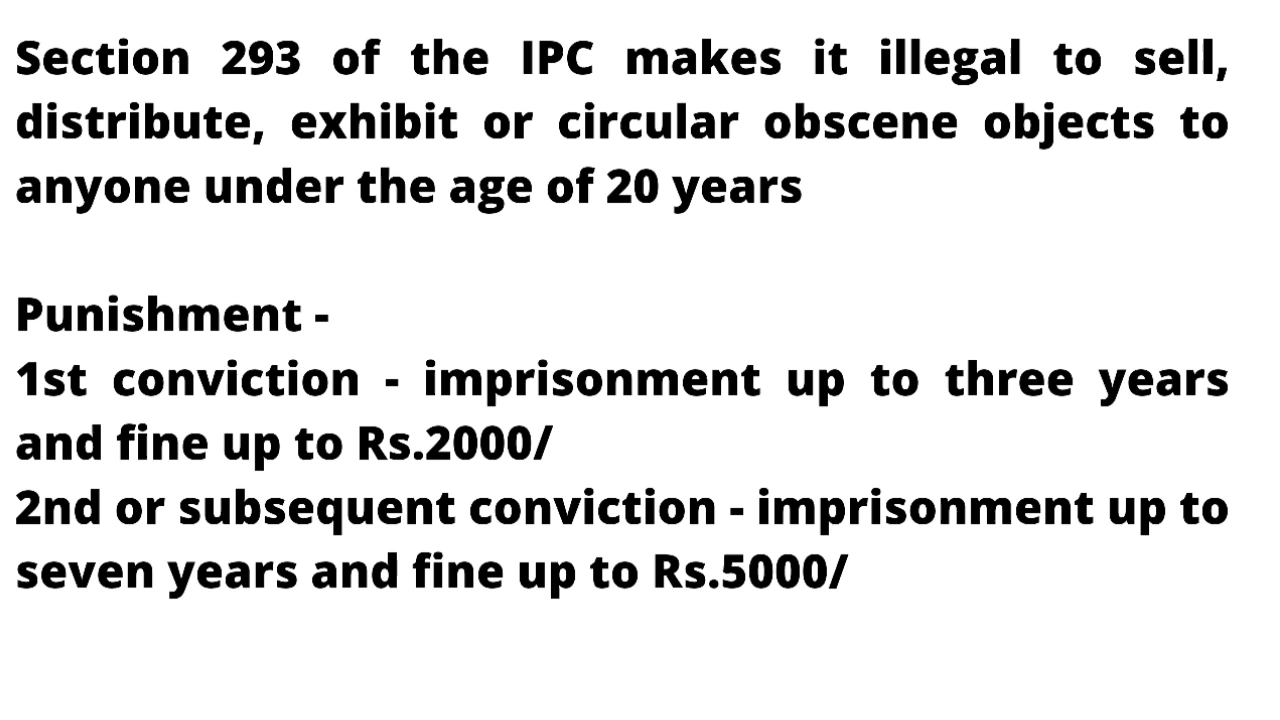 Section 293 of the IPC makes it illegal to sell,
distribute, exhibit or circular obscene objects to
anyone under the age of 20 years
Punishment -
1st conviction - imprisonment up to three years
and fine up to Rs.2000/
2nd or subsequent conviction - imprisonment up to
seven years and fine up to Rs.5000/